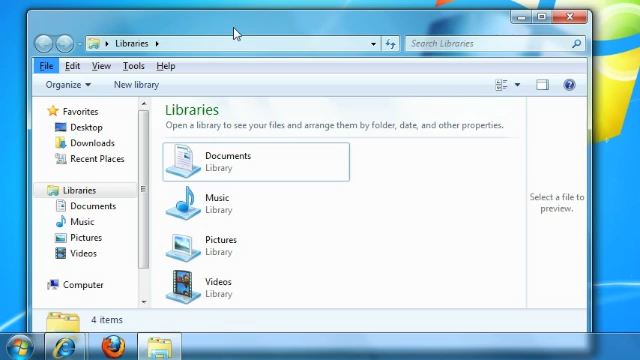 Libraries
Search Libraries
File Edit View Tools Help
Organize New library
Favorites
Desktop
Downloads
Recent Places
Libraries
Documents
Music
Pictures
Videos
Computer
Libraries
Open a library to see your files and arrange them by folder, date, and other properties.
Documents
Library
Music
Library
Pictures
Library
Videos
Library
Select a file to
preview.
4 items